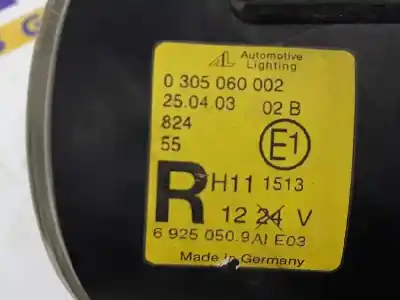 AL Automotive
Lighting
0 305 060 002
25.04.03 02 B
824
55
E1
R H11 1513
12 24 V
6 925 050.9 AI E03
Made in Germany